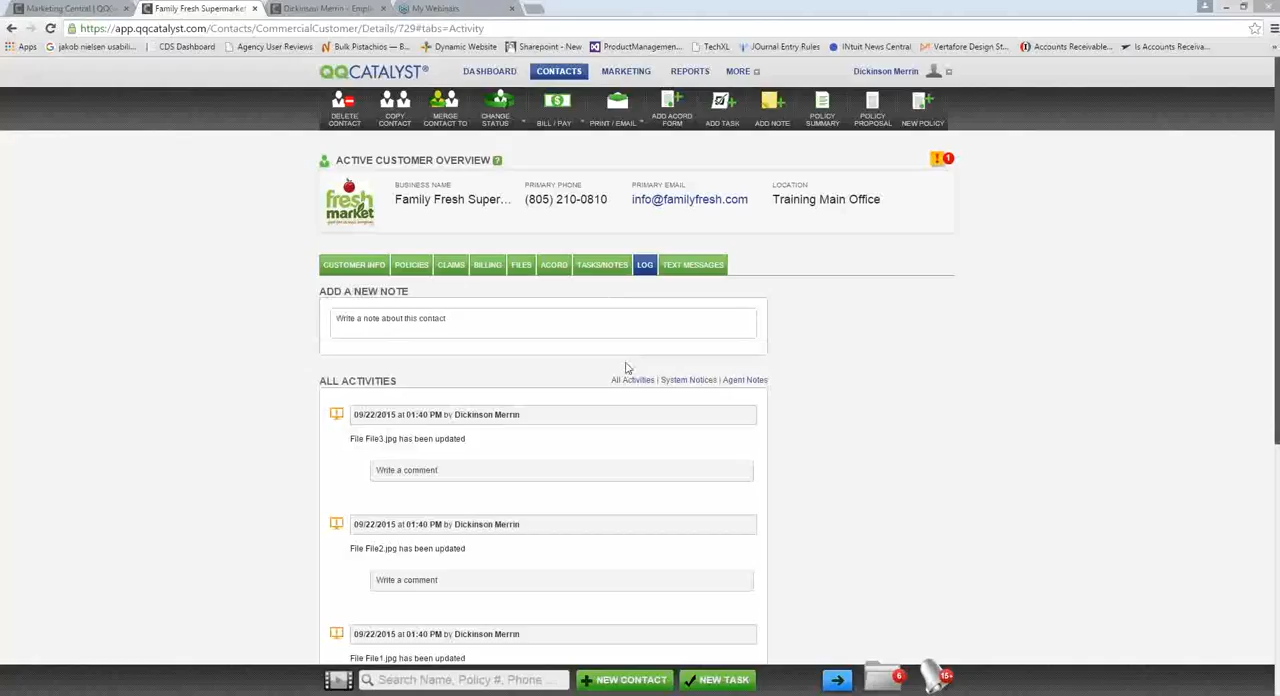 Marketing Central | QQ
Family Fresh Supermarket
Dickinson Merrin - Empl
My Webinars
https://app.qqcatalyst.com/Contacts/CommercialCustomer/Details/729#tabs=Activity
Apps jakob nielsen usabili... CDS Dashboard Agency User Reviews Bulk Pistachios — B... Dynamic Website Sharepoint - New ProductManagemen... TechXL JOurnal Entry Rules INtuit News Central Vertafore Design St... Accounts Receivable... Is Accounts Receiva...
QQCATALYST® DASHBOARD CONTACTS MARKETING REPORTS MORE Dickinson Merrin
DELETE CONTACT
COPY CONTACT
MERGE CONTACT TO
CHANGE STATUS
BILL / PAY
PRINT / EMAIL
ADD ACORD FORM
ADD TASK
ADD NOTE
POLICY SUMMARY
POLICY PROPOSAL
NEW POLICY
ACTIVE CUSTOMER OVERVIEW ? ! 1
fresh market
BUSINESS NAME PRIMARY PHONE PRIMARY EMAIL LOCATION
Family Fresh Super... (805) 210-0810 info@familyfresh.com Training Main Office
CUSTOMER INFO POLICIES CLAIMS BILLING FILES ACORD TASKS/NOTES LOG TEXT MESSAGES
ADD A NEW NOTE
Write a note about this contact
ALL ACTIVITIES All Activities | System Notices | Agent Notes
09/22/2015 at 01:40 PM by Dickinson Merrin
File File3.jpg has been updated
Write a comment
09/22/2015 at 01:40 PM by Dickinson Merrin
File File2.jpg has been updated
Write a comment
09/22/2015 at 01:40 PM by Dickinson Merrin
File File1.jpg has been updated
Search Name, Policy #, Phone ... NEW CONTACT NEW TASK 6 15+